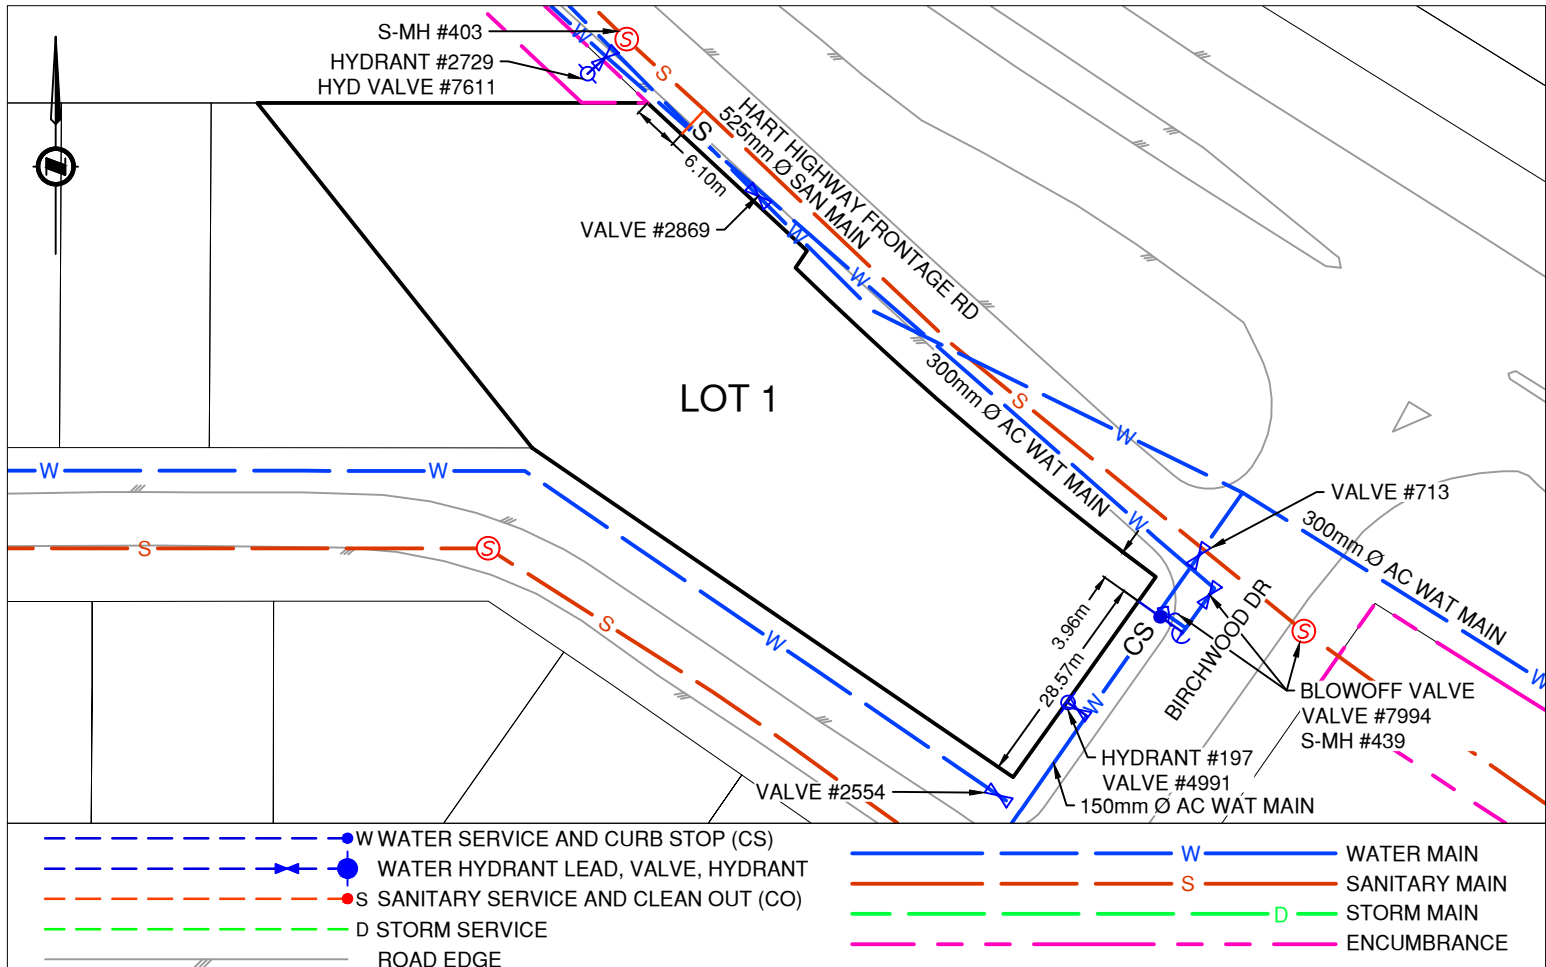 S-MH #403
HYDRANT #2729
HYD VALVE #7611
W
S
S
S
HART HIGHWAY FRONTAGE RD
525mm Ø SAN MAIN
6.10m
VALVE #2869
W
W
LOT 1
300mm Ø AC WAT MAIN
S
W
W
VALVE #713
300mm Ø AC WAT MAIN
W
W
W
S
S
S
W
3.96m
28.57m
CS
W
BIRCHWOOD DR
S
BLOWOFF VALVE
VALVE #7994
S-MH #439
HYDRANT #197
VALVE #4991
150mm Ø AC WAT MAIN
VALVE #2554
W WATER SERVICE AND CURB STOP (CS)
WATER HYDRANT LEAD, VALVE, HYDRANT
S SANITARY SERVICE AND CLEAN OUT (CO)
D STORM SERVICE
ROAD EDGE
W WATER MAIN
S SANITARY MAIN
D STORM MAIN
ENCUMBRANCE